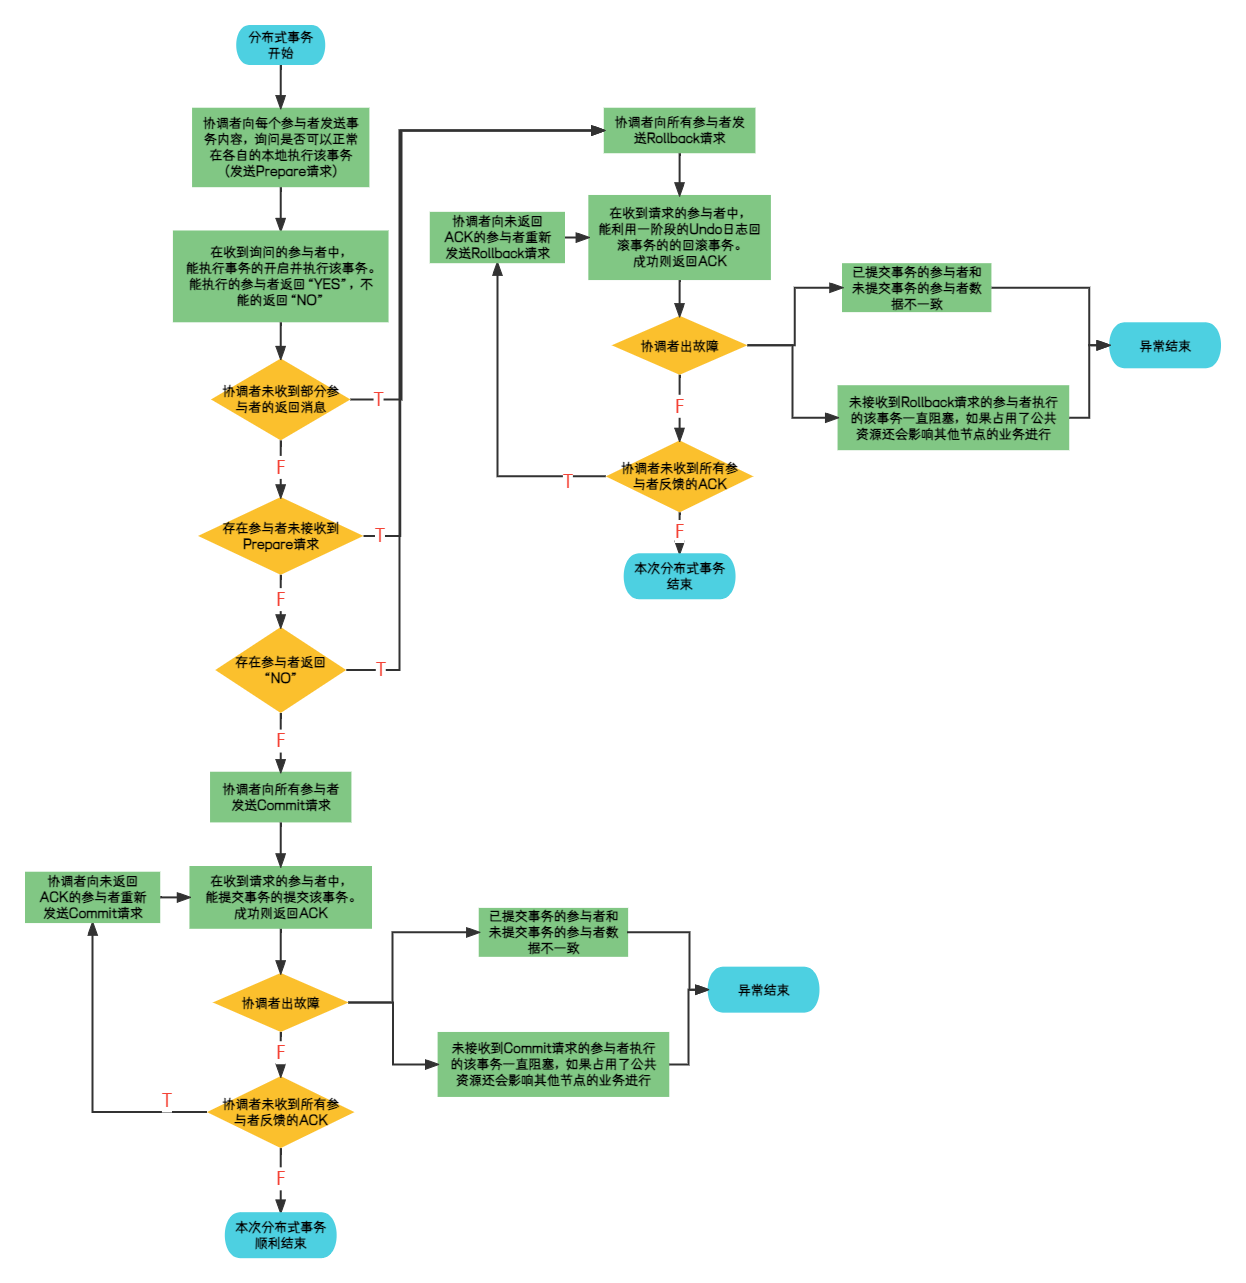 分布式事务
开始
协调者向每个参与者发送事
务内容，询问是否可以正常
在各自的本地执行该事务
（发送Prepare请求）
在收到询问的参与者中，
能执行事务的开启并执行该事务。
能执行的参与者返回“YES”，不
能的返回“NO”
协调者未收到部分参
与者的返回消息
T
F
存在参与者未接收到
Prepare请求
T
F
存在参与者返回
“NO”
T
F
协调者向所有参与者发
送Rollback请求
协调者向未返回
ACK的参与者重新
发送Rollback请求
在收到请求的参与者中，
能利用一阶段的Undo日志回
滚事务的的回滚事务。
成功则返回ACK
协调者出故障
已提交事务的参与者和
未提交事务的参与者数
据不一致
异常结束
未接收到Rollback请求的参与者执行
的该事务一直阻塞，如果占用了公共
资源还会影响其他节点的业务进行
F
协调者未收到所有参
与者反馈的ACK
T
F
本次分布式事务
结束
协调者向所有参与者
发送Commit请求
协调者向未返回
ACK的参与者重新
发送Commit请求
在收到请求的参与者中，
能提交事务的提交该事务。
成功则返回ACK
协调者出故障
已提交事务的参与者和
未提交事务的参与者数
据不一致
异常结束
未接收到Commit请求的参与者执行
的该事务一直阻塞，如果占用了公共
资源还会影响其他节点的业务进行
F
协调者未收到所有参
与者反馈的ACK
T
F
本次分布式事务
顺利结束